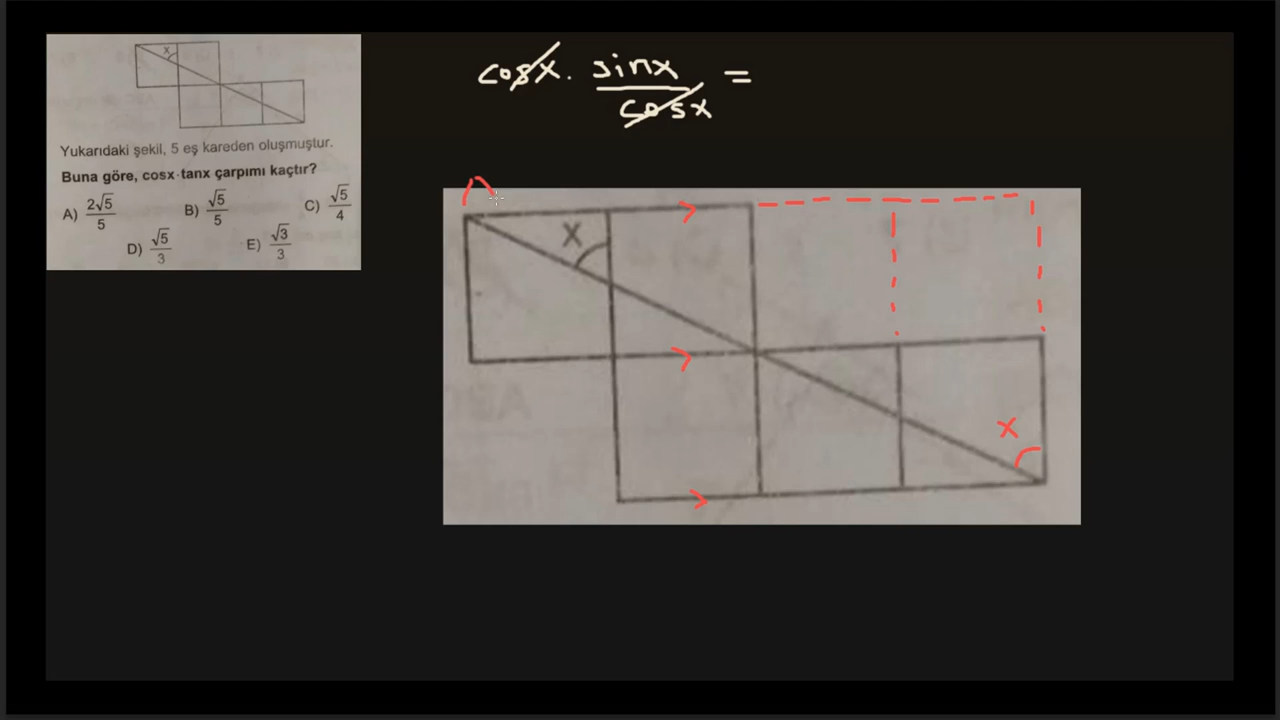 x
Yukarıdaki şekil, 5 eş kareden oluşmuştur.
Buna göre, cosx·tanx çarpımı kaçtır?
A) 2√5/5 B) √5/5 C) √5/4
D) √5/3 E) √3/3
cosx. sinx/cosx =
x
x